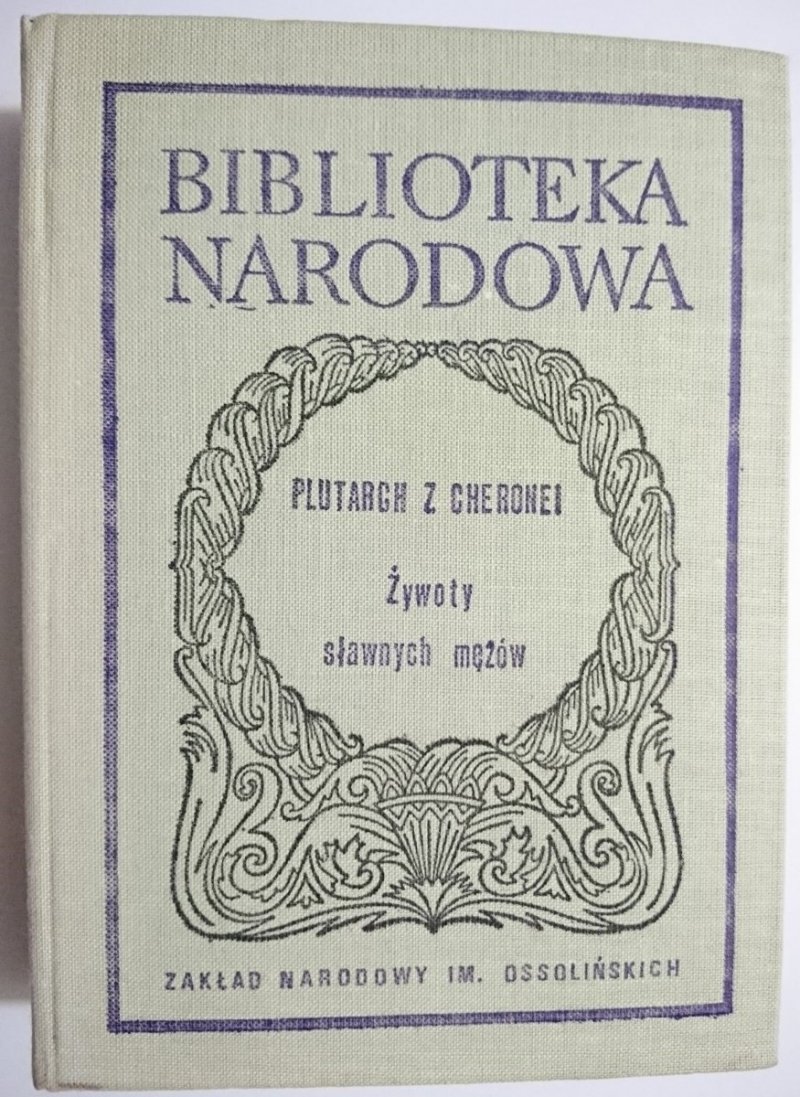 BIBLIOTEKA
NARODOWA
PLUTARCH Z CHERONEI
Żywoty
sławnych mężów
ZAKŁAD NARODOWY IM. OSSOLIŃSKICH